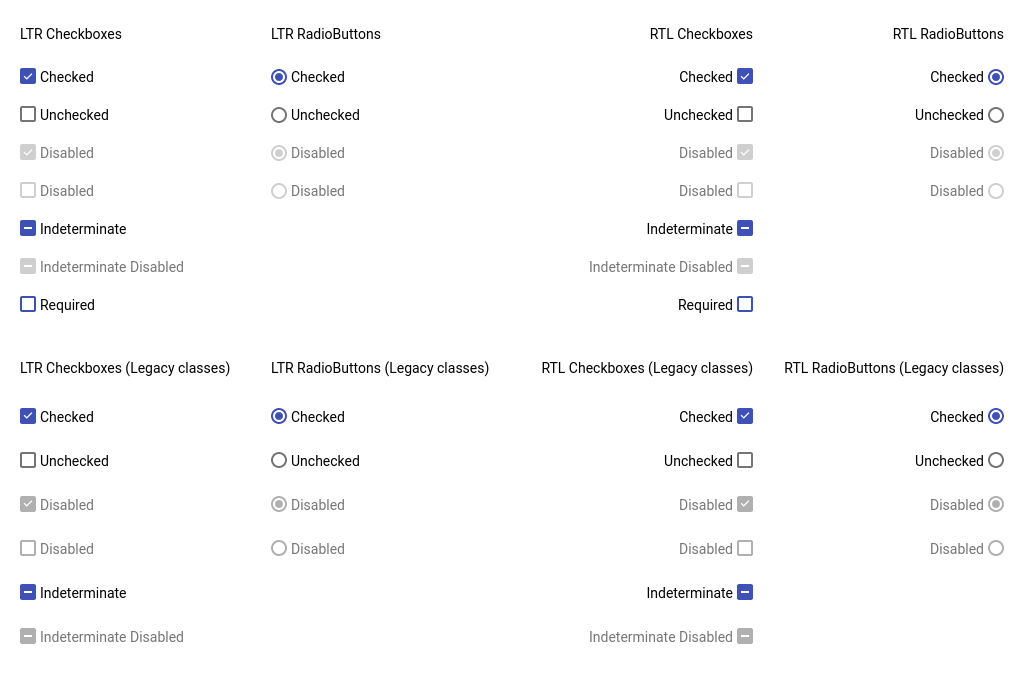 LTR Checkboxes
Checked
Unchecked
Disabled
Disabled
Indeterminate
Indeterminate Disabled
Required
LTR RadioButtons
Checked
Unchecked
Disabled
Disabled
RTL Checkboxes
Checked
Unchecked
Disabled
Disabled
Indeterminate
Indeterminate Disabled
Required
RTL RadioButtons
Checked
Unchecked
Disabled
Disabled
LTR Checkboxes (Legacy classes)
Checked
Unchecked
Disabled
Disabled
Indeterminate
Indeterminate Disabled
LTR RadioButtons (Legacy classes)
Checked
Unchecked
Disabled
Disabled
RTL Checkboxes (Legacy classes)
Checked
Unchecked
Disabled
Disabled
Indeterminate
Indeterminate Disabled
RTL RadioButtons (Legacy classes)
Checked
Unchecked
Disabled
Disabled